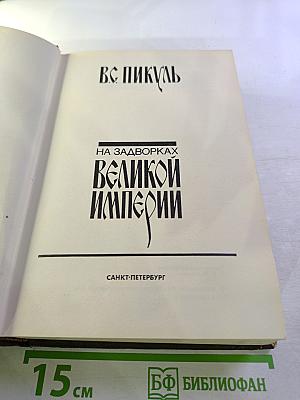 В.С. ПИКУЛЬ
НА ЗАДВОРКАХ
ВЕЛИКОЙ
ИМПЕРИИ
САНКТ-ПЕТЕРБУРГ
15 см
БФ БИБЛИОФАН